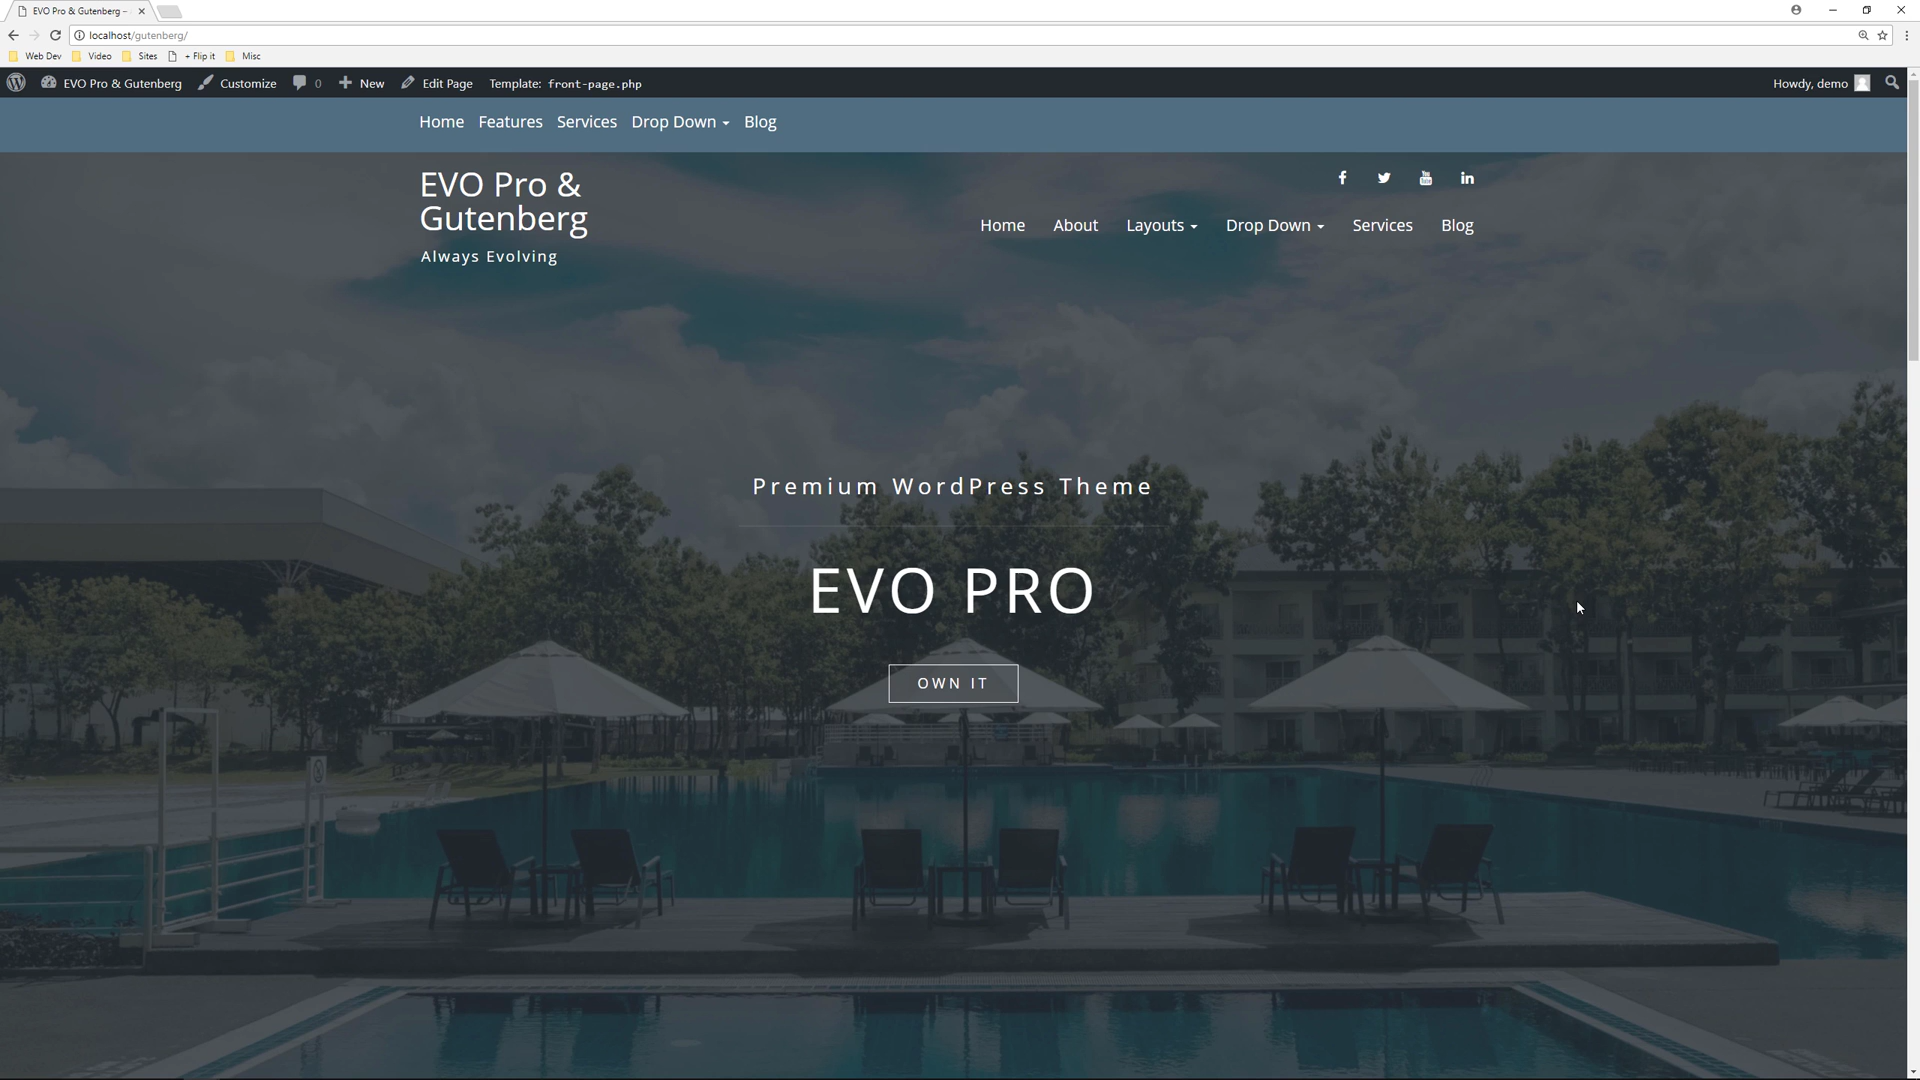 EVO Pro & Gutenberg –
localhost/gutenberg/
Web Dev Video Sites + Flip it Misc
EVO Pro & Gutenberg Customize 0 New Edit Page Template: front-page.php Howdy, demo
Home Features Services Drop Down Blog
EVO Pro &
Gutenberg
Always Evolving
Home About Layouts Drop Down Services Blog
Premium WordPress Theme
EVO PRO
OWN IT